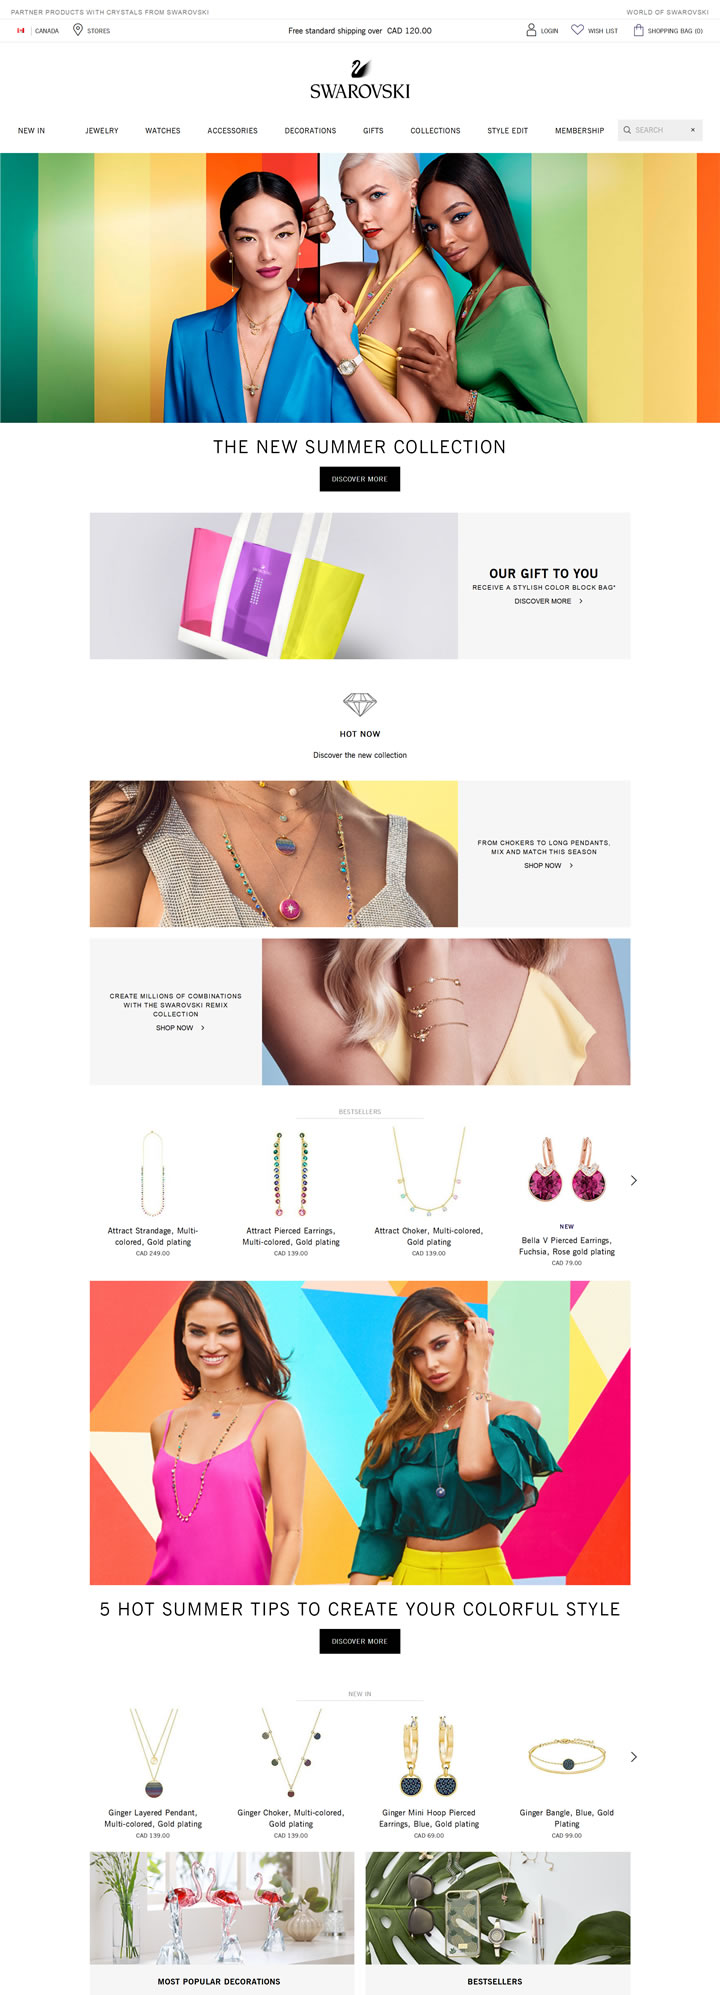 PARTNER PRODUCTS WITH CRYSTALS FROM SWAROVSKI
WORLD OF SWAROVSKI
CANADA
STORES
Free standard shipping over CAD 120.00
LOGIN
WISH LIST
SHOPPING BAG (0)
SWAROVSKI
NEW IN
JEWELRY
WATCHES
ACCESSORIES
DECORATIONS
GIFTS
COLLECTIONS
STYLE EDIT
MEMBERSHIP
SEARCH
THE NEW SUMMER COLLECTION
DISCOVER MORE
OUR GIFT TO YOU
RECEIVE A STYLISH COLOR BLOCK BAG*
DISCOVER MORE
HOT NOW
Discover the new collection
FROM CHOKERS TO LONG PENDANTS,
MIX AND MATCH THIS SEASON
SHOP NOW
CREATE MILLIONS OF COMBINATIONS
WITH THE SWAROVSKI REMIX
COLLECTION
SHOP NOW
BESTSELLERS
Attract Strandage, Multi-
colored, Gold plating
CAD 249.00
Attract Pierced Earrings,
Multi-colored, Gold plating
CAD 139.00
Attract Choker, Multi-colored,
Gold plating
CAD 139.00
NEW
Bella V Pierced Earrings,
Fuchsia, Rose gold plating
CAD 79.00
5 HOT SUMMER TIPS TO CREATE YOUR COLORFUL STYLE
DISCOVER MORE
NEW IN
Ginger Layered Pendant,
Multi-colored, Gold plating
CAD 139.00
Ginger Choker, Multi-colored,
Gold plating
CAD 139.00
Ginger Mini Hoop Pierced
Earrings, Blue, Gold plating
CAD 69.00
Ginger Bangle, Blue, Gold
Plating
CAD 99.00
MOST POPULAR DECORATIONS
BESTSELLERS